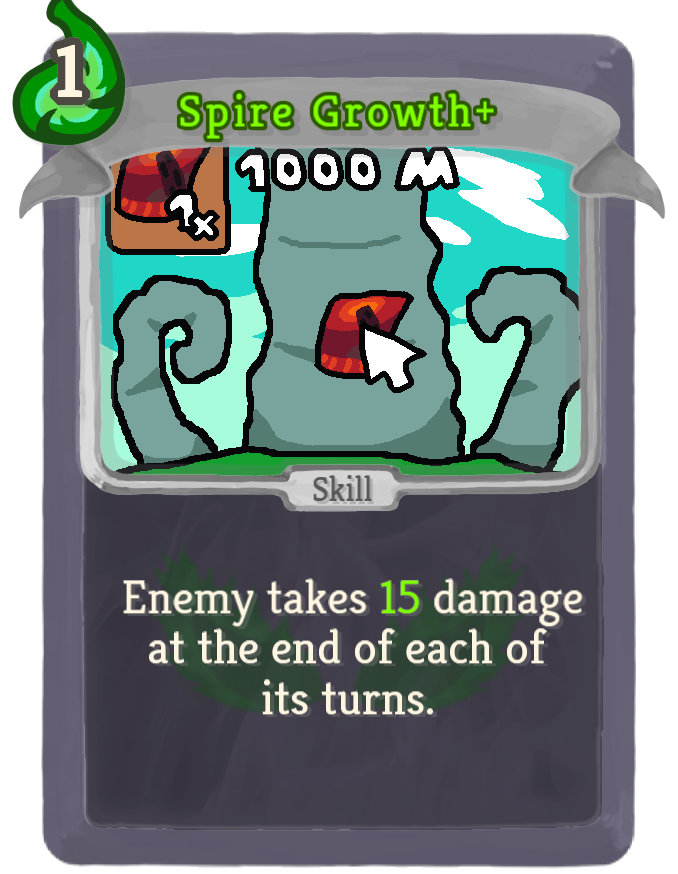 1
Spire Growth+
1000 M
1x
Skill
Enemy takes 15 damage
at the end of each of
its turns.